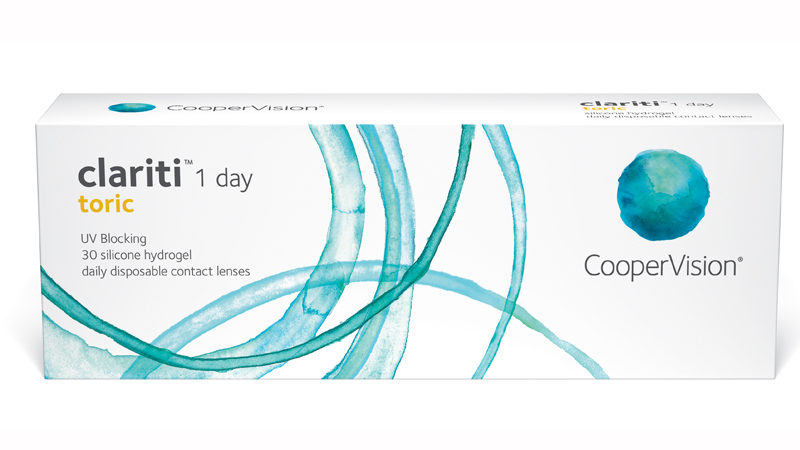 CooperVision®
clariti™ 1 day
toric
silicone hydrogel
daily disposable contact lenses
clariti™ 1 day
toric
UV Blocking
30 silicone hydrogel
daily disposable contact lenses
CooperVision®